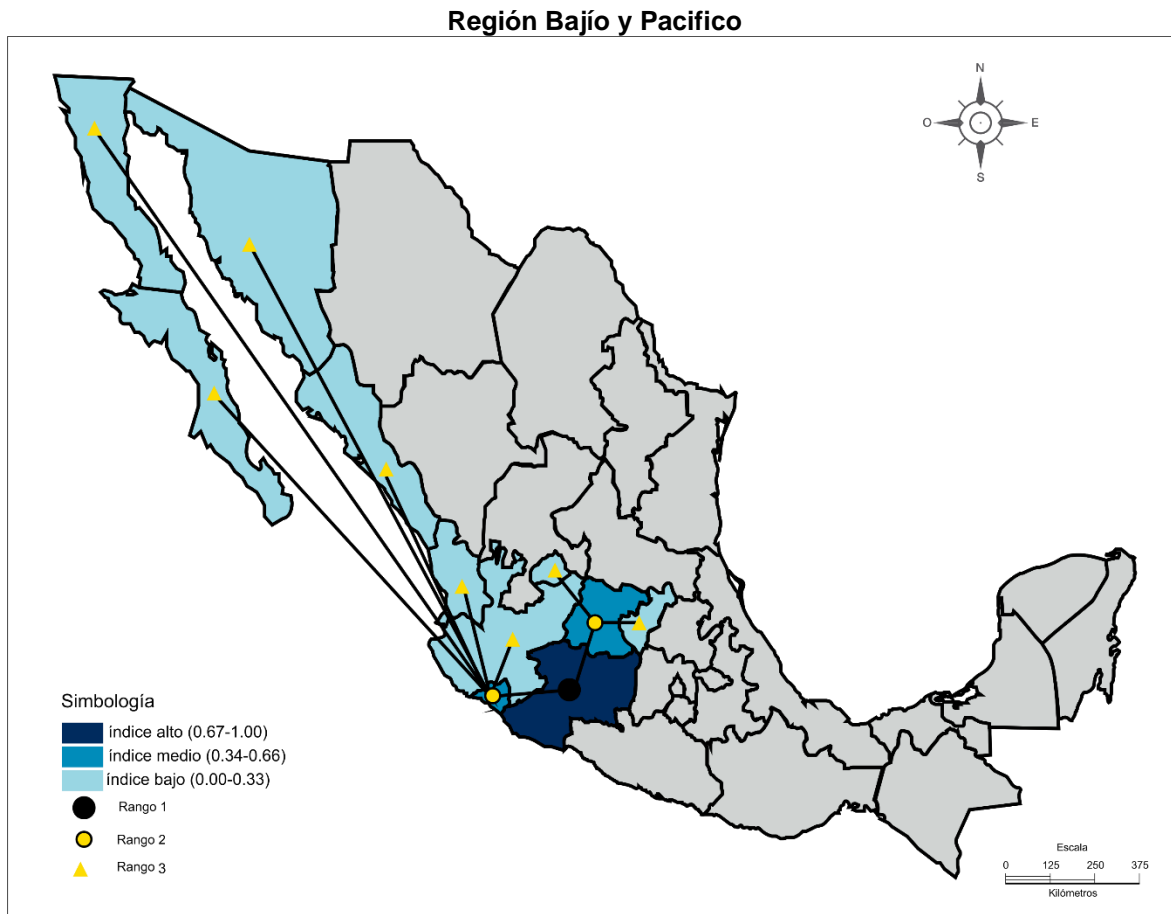 Región Bajío y Pacifico
N
O
E
S
Simbología
índice alto (0.67-1.00)
índice medio (0.34-0.66)
índice bajo (0.00-0.33)
Rango 1
Rango 2
Rango 3
Escala
0 125 250 375
Kilómetros